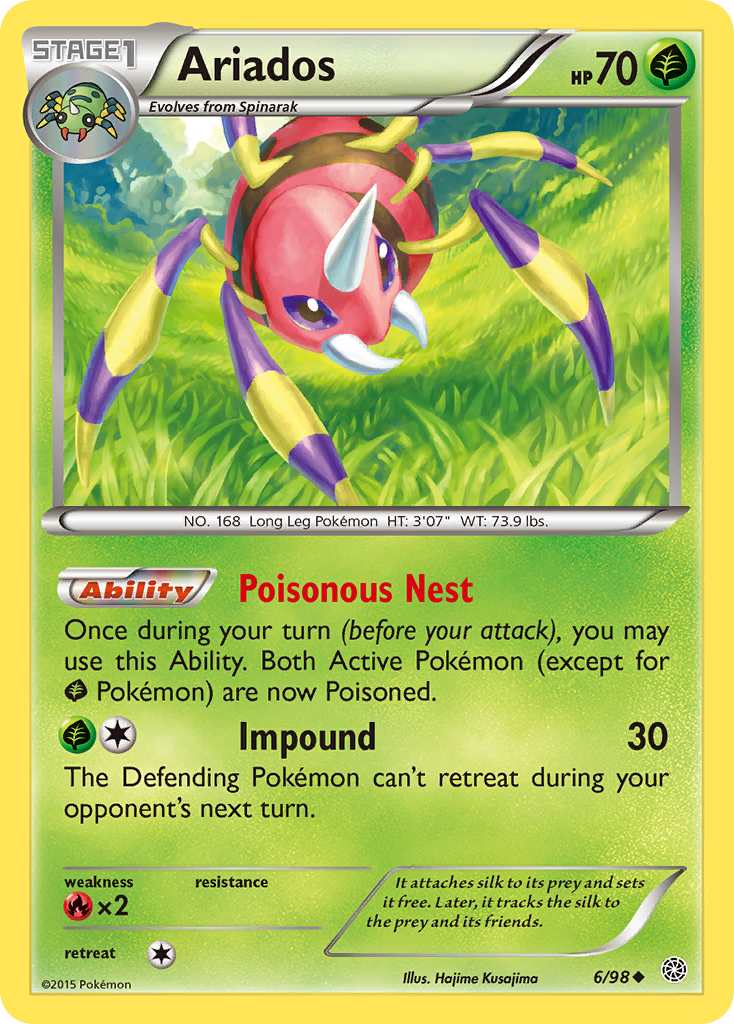 STAGE1
Ariados
HP 70
Evolves from Spinarak
NO. 168 Long Leg Pokémon HT: 3'07" WT: 73.9 lbs.
Ability Poisonous Nest
Once during your turn (before your attack), you may
use this Ability. Both Active Pokémon (except for
Pokémon) are now Poisoned.
Impound 30
The Defending Pokémon can't retreat during your
opponent's next turn.
weakness resistance
×2
retreat
It attaches silk to its prey and sets
it free. Later, it tracks the silk to
the prey and its friends.
©2015 Pokémon
Illus. Hajime Kusajima
6/98